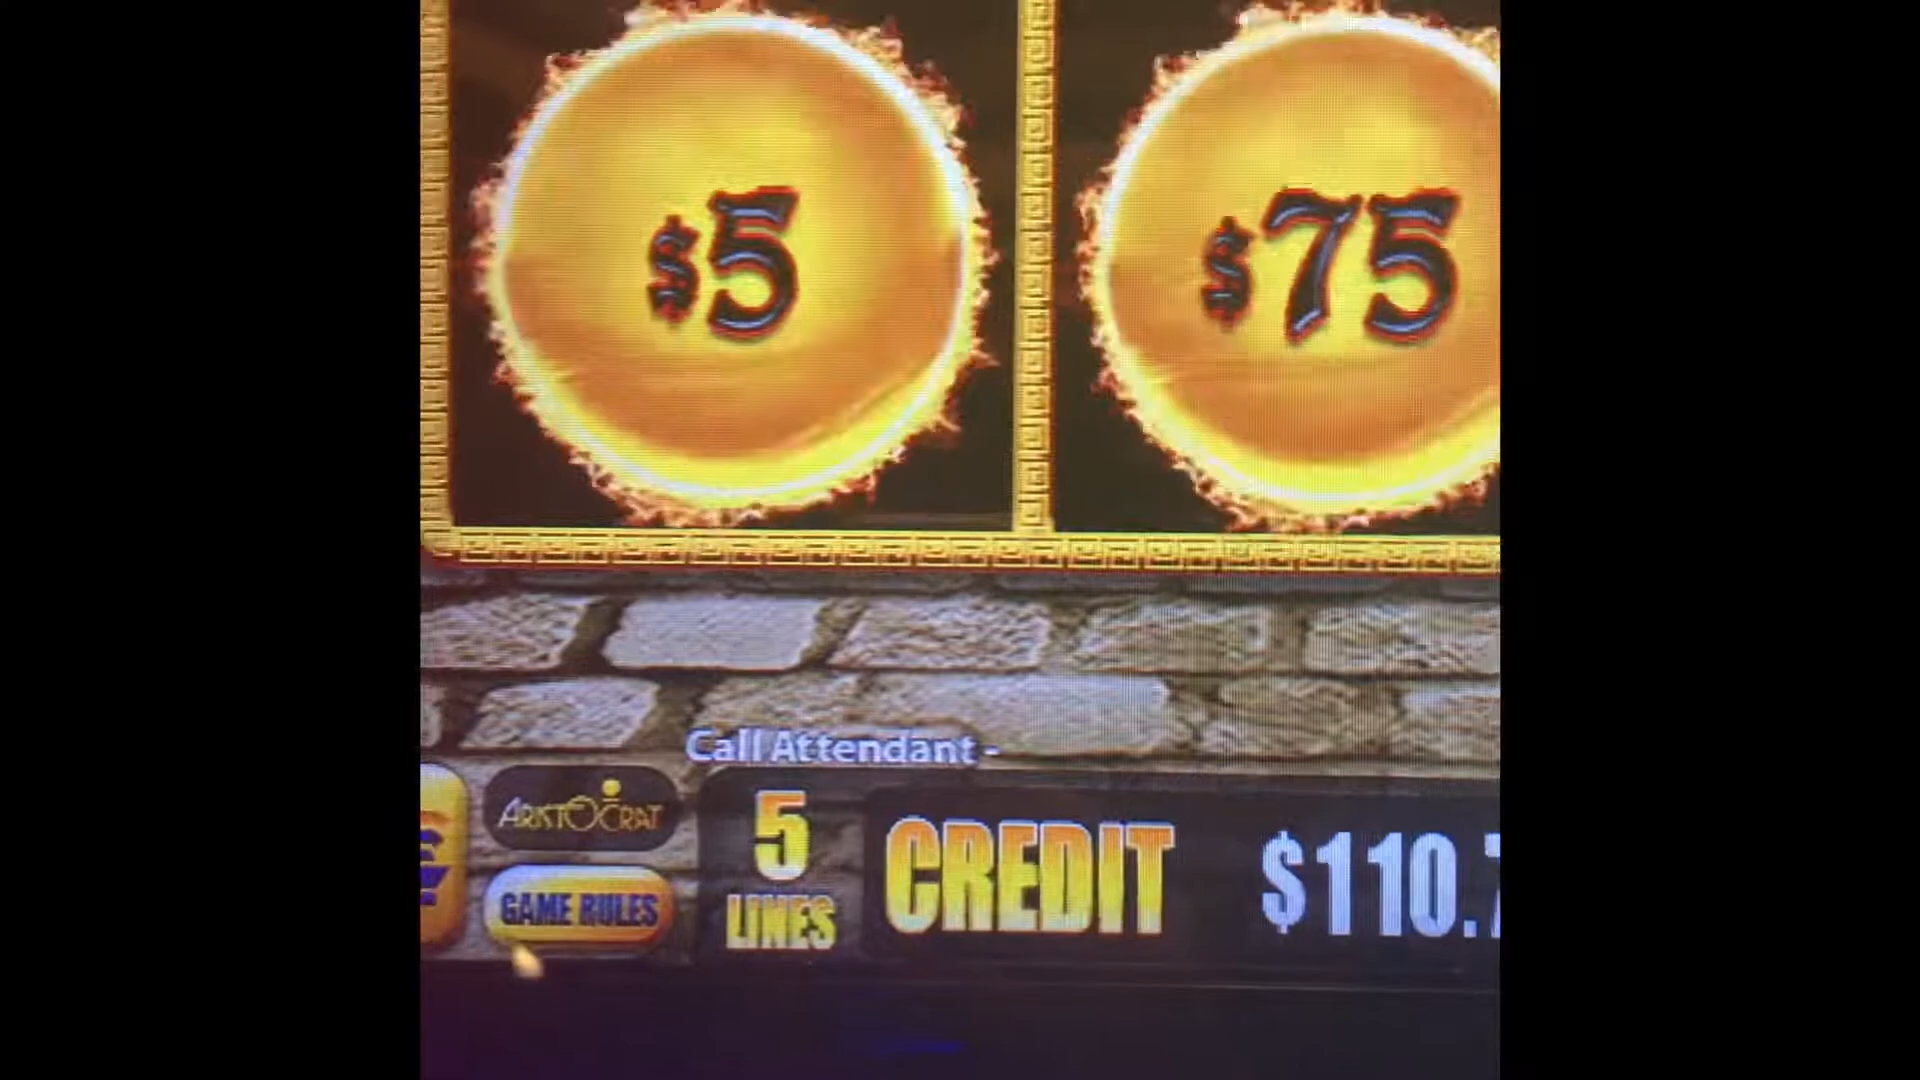 $5
$75
Call Attendant -
ARISTOCRAT
5
LINES
CREDIT
$110.
GAME RULES